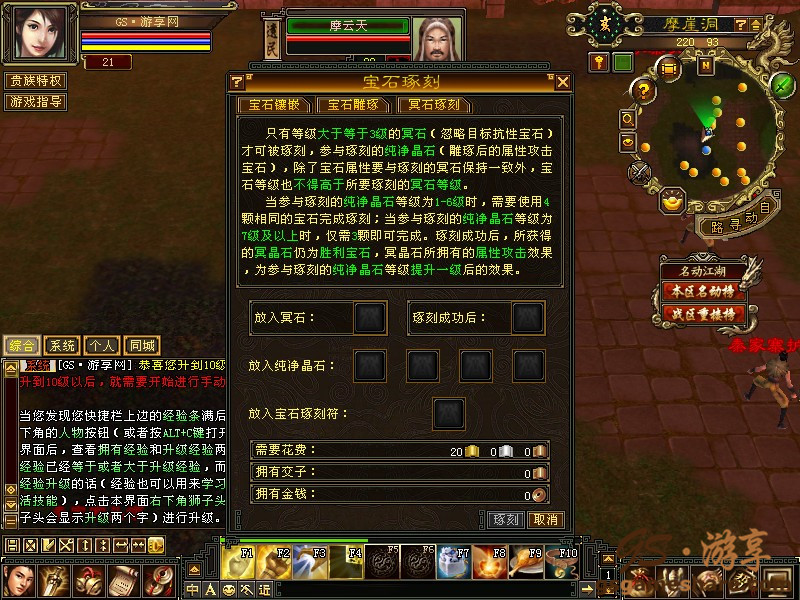 GS·游享网
21
贵族特权
游戏指导
遗民
摩云天
摩崖洞
220 93
N
自动寻路
名动江湖
本区名动榜
战区重楼榜
宝石琢刻
宝石镶嵌
宝石雕琢
冥石琢刻
只有等级大于等于3级的冥石(忽略目标抗性宝石)
才可被琢刻,参与琢刻的纯净晶石(雕琢后的属性攻击
宝石),除了宝石属性要与琢刻的冥石保持一致外,宝
石等级也不得高于所要琢刻的冥石等级。
当参与琢刻的纯净晶石等级为1-6级时,需要使用4
颗相同的宝石完成琢刻;当参与琢刻的纯净晶石等级为
7级及以上时,仅需3颗即可完成。琢刻成功后,所获得
的冥晶石仍为胜利宝石,冥晶石所拥有的属性攻击效果
,为参与琢刻的纯净晶石等级提升一级后的效果。
放入冥石:
琢刻成功后:
放入纯净晶石:
放入宝石琢刻符:
需要花费: 20 0 0
拥有交子: 0
拥有金钱: 0
琢刻
取消
综合
系统
个人
同城
系统 [GS·游享网] 恭喜您升到10级
升到10级以后,就需要开始进行手动
当您发现您快捷栏上边的经验条满后
下角的人物按钮(或者按ALT+C键打开
界面后,查看拥有经验和升级经验两
经验已经等于或者大于升级经验,而
经验升级的话(经验也可以用来学习
活技能),点击本界面右下角狮子头
子头会显示升级两个字)进行升级。
秦家寨护
F1
F2
F3
F4
F5
F6
F7
F8
F9
F10
1
中
A
近
GS·游享